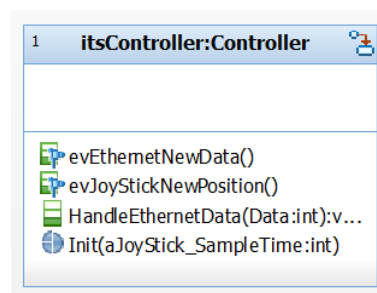 1 itsController:Controller
evEthernetNewData()
evJoyStickNewPosition()
HandleEthernetData(Data:int):v...
Init(aJoyStick_SampleTime:int)